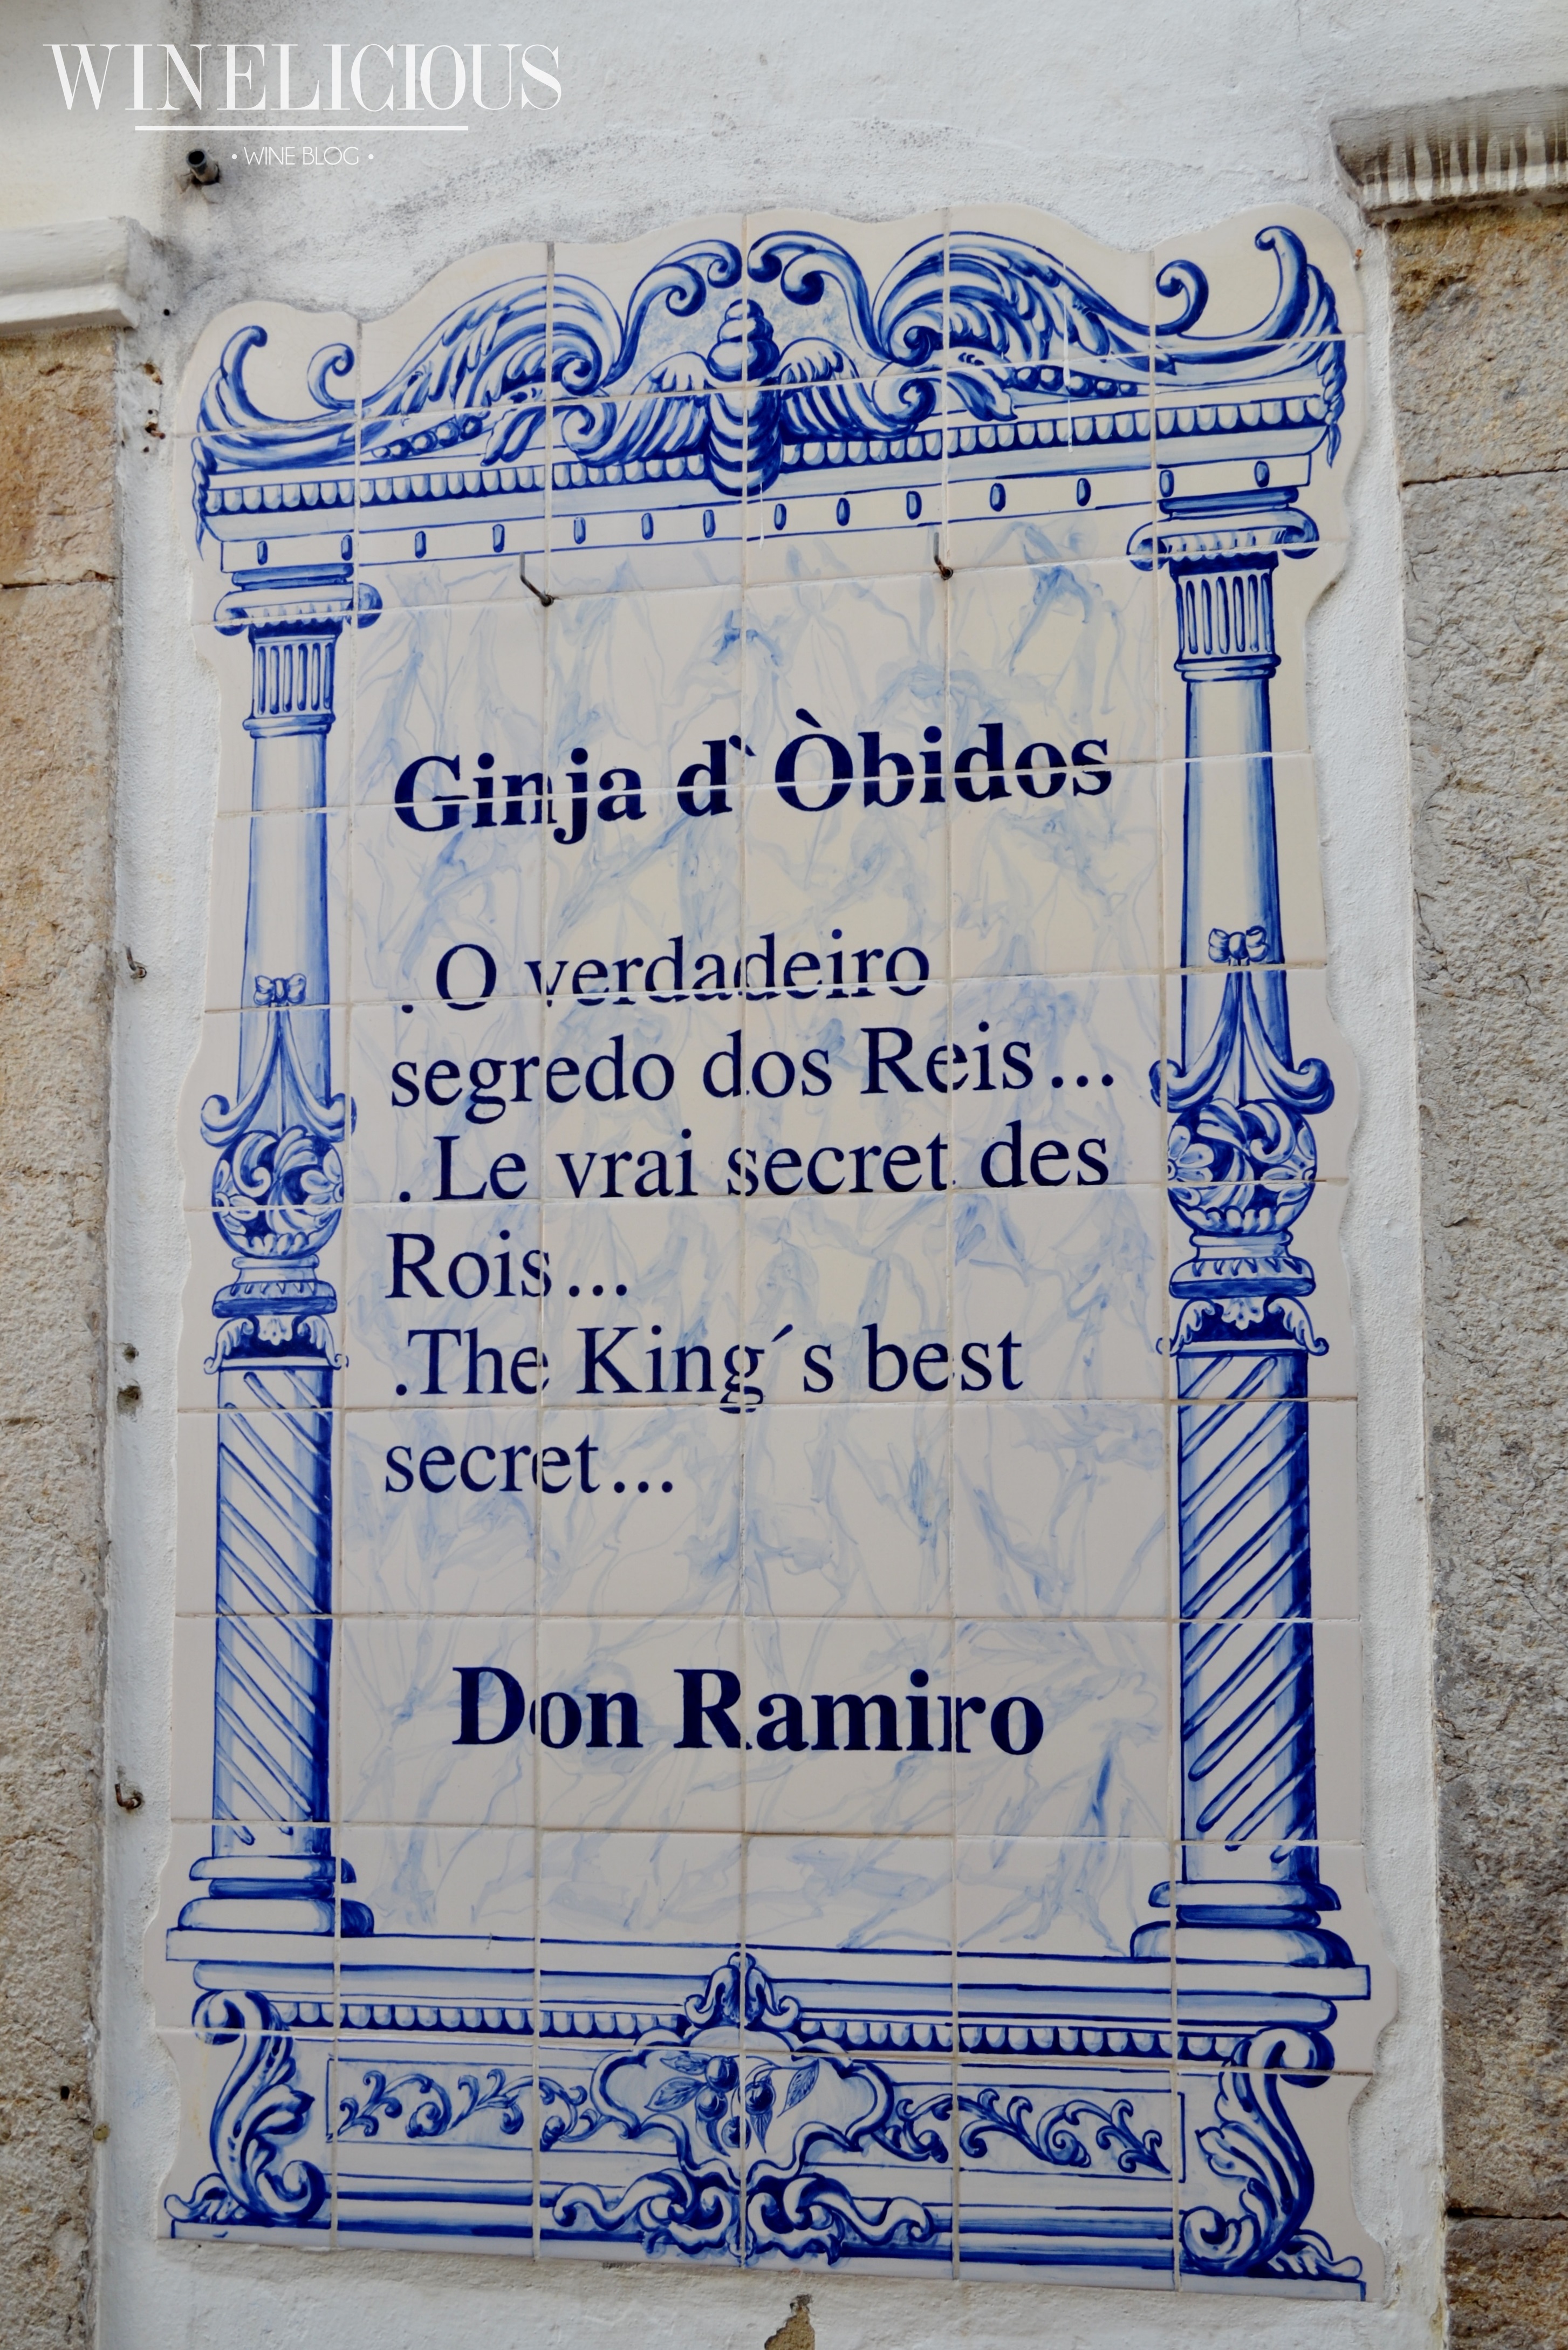 WINELICIOUS
• WINE BLOG •
Ginja d`Òbidos
. O verdadeiro
segredo dos Reis...
. Le vrai secret des
Rois...
.The King´s best
secret...
Don Ramiro